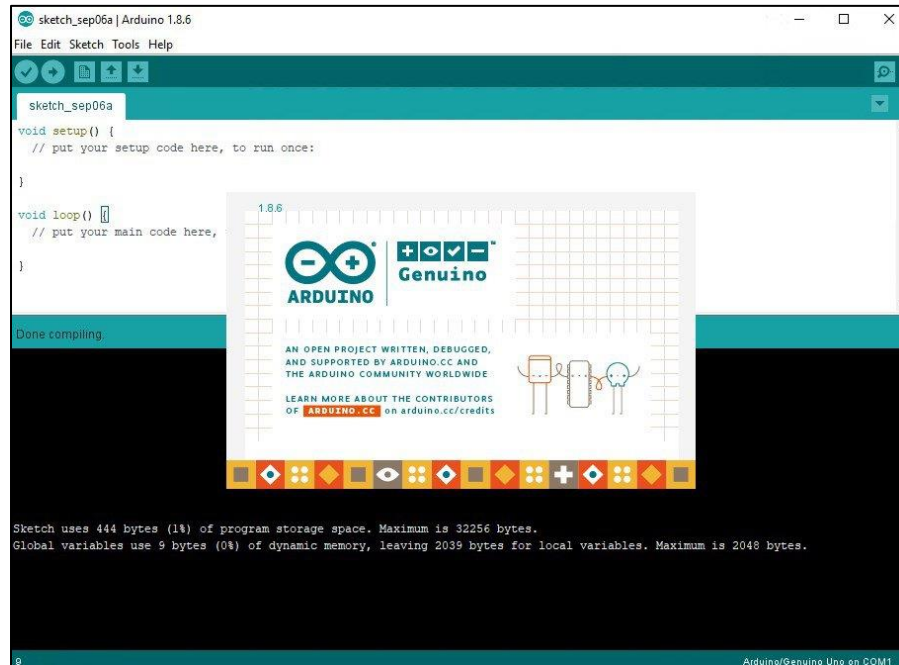 sketch_sep06a | Arduino 1.8.6
File Edit Sketch Tools Help
sketch_sep06a
void setup() {
// put your setup code here, to run once:
}
void loop() {
// put your main code here,
}
1.8.6
ARDUINO
Genuino
AN OPEN PROJECT WRITTEN, DEBUGGED,
AND SUPPORTED BY ARDUINO.CC AND
THE ARDUINO COMMUNITY WORLDWIDE
LEARN MORE ABOUT THE CONTRIBUTORS
OF ARDUINO.CC on arduino.cc/credits
Done compiling.
Sketch uses 444 bytes (1%) of program storage space. Maximum is 32256 bytes.
Global variables use 9 bytes (0%) of dynamic memory, leaving 2039 bytes for local variables. Maximum is 2048 bytes.
9
Arduino/Genuino Uno on COM1